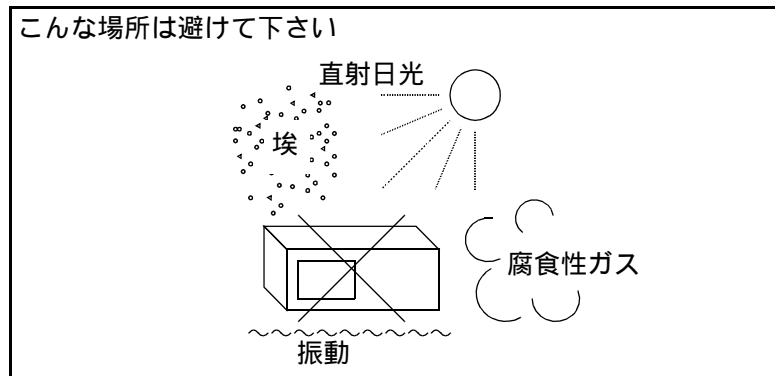 こんな場所は避けて下さい
直射日光
埃
腐食性ガス
振動